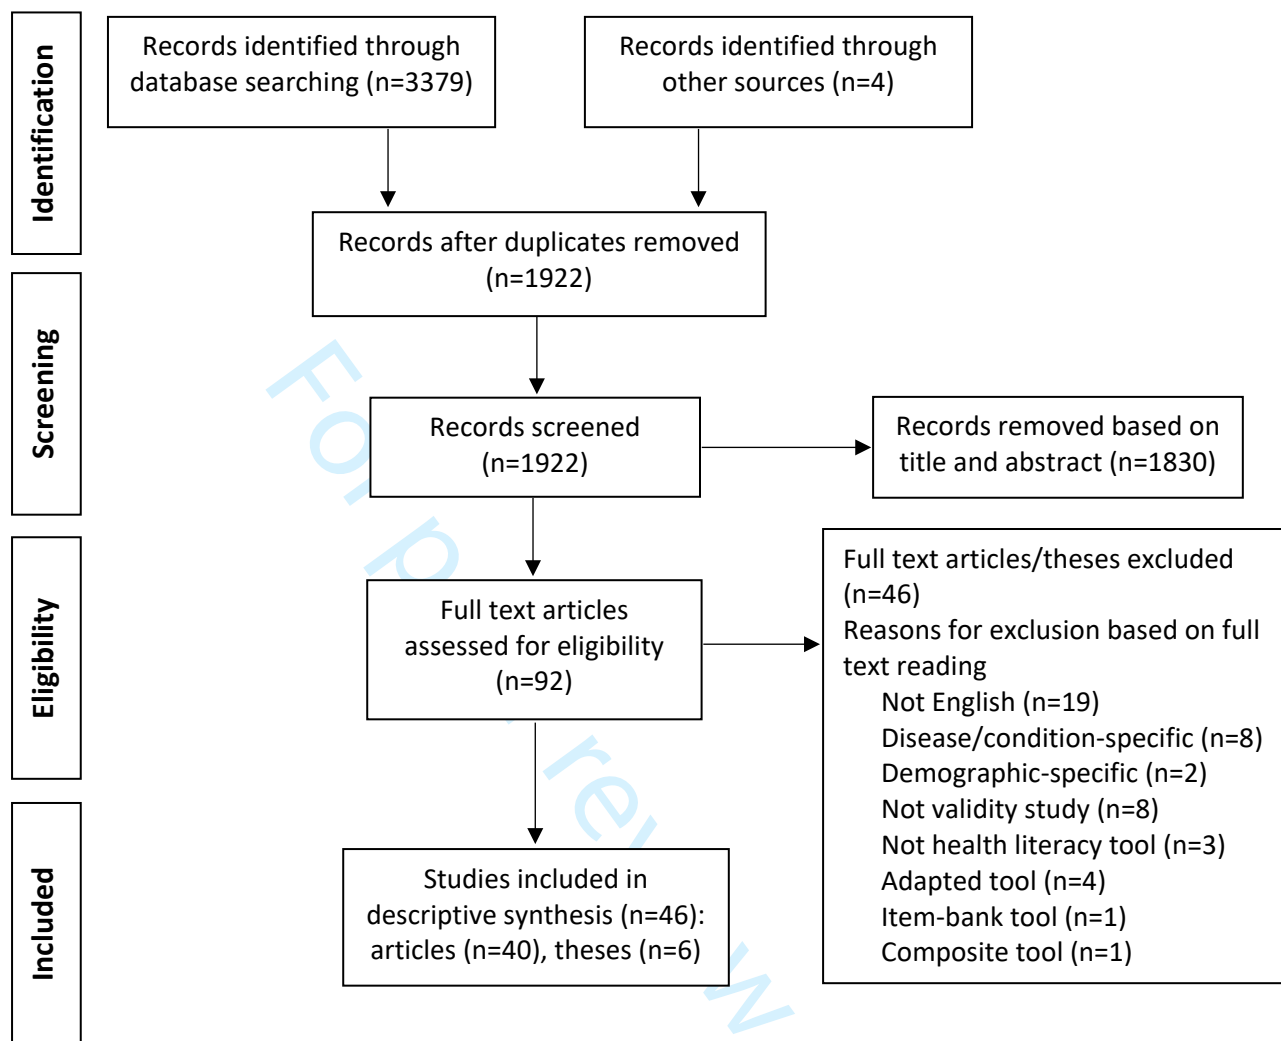 Identification
Records identified through
database searching (n=3379)
Records identified through
other sources (n=4)
Records after duplicates removed
(n=1922)
Screening
Records screened
(n=1922)
Records removed based on
title and abstract (n=1830)
Eligibility
Full text articles
assessed for eligibility
(n=92)
Full text articles/theses excluded
(n=46)
Reasons for exclusion based on full
text reading
Not English (n=19)
Disease/condition-specific (n=8)
Demographic-specific (n=2)
Not validity study (n=8)
Not health literacy tool (n=3)
Adapted tool (n=4)
Item-bank tool (n=1)
Composite tool (n=1)
Included
Studies included in
descriptive synthesis (n=46):
articles (n=40), theses (n=6)
For